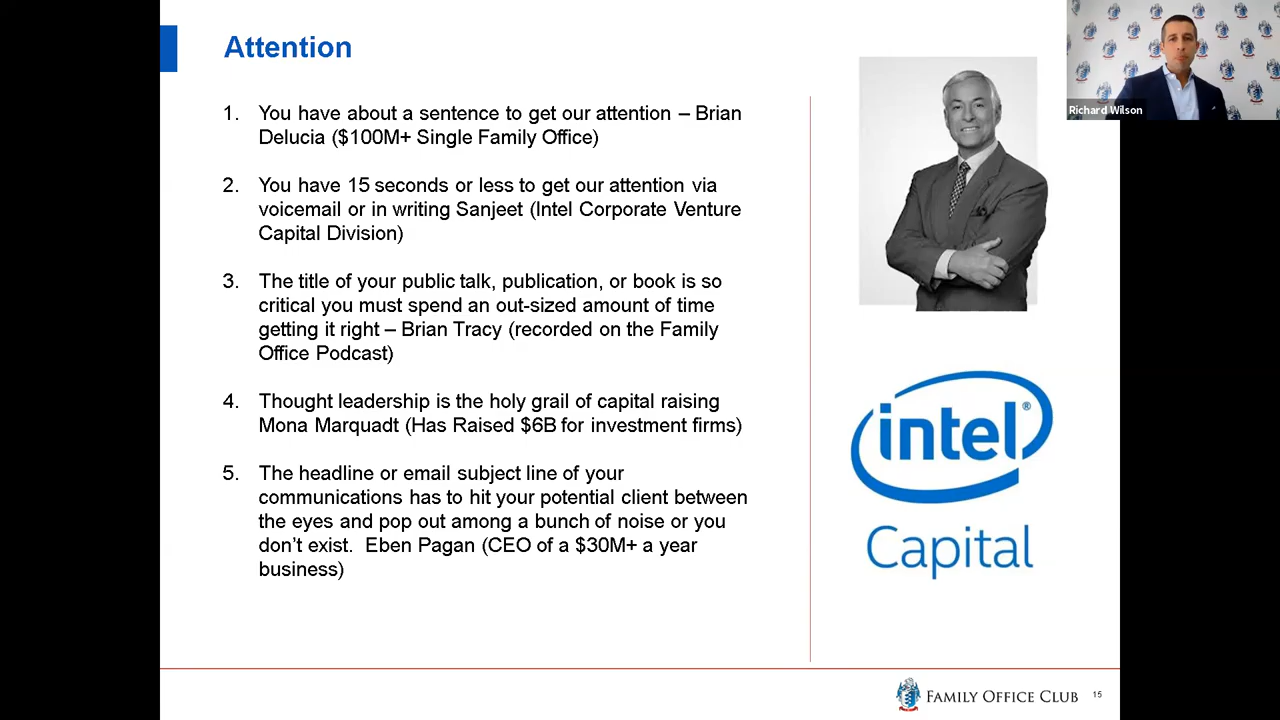 Attention
1. You have about a sentence to get our attention – Brian
Delucia ($100M+ Single Family Office)
2. You have 15 seconds or less to get our attention via
voicemail or in writing Sanjeet (Intel Corporate Venture
Capital Division)
3. The title of your public talk, publication, or book is so
critical you must spend an out-sized amount of time
getting it right – Brian Tracy (recorded on the Family
Office Podcast)
4. Thought leadership is the holy grail of capital raising
Mona Marquadt (Has Raised $6B for investment firms)
5. The headline or email subject line of your
communications has to hit your potential client between
the eyes and pop out among a bunch of noise or you
don’t exist.  Eben Pagan (CEO of a $30M+ a year
business)
intel®
Capital
Richard Wilson
FAMILY OFFICE CLUB
15